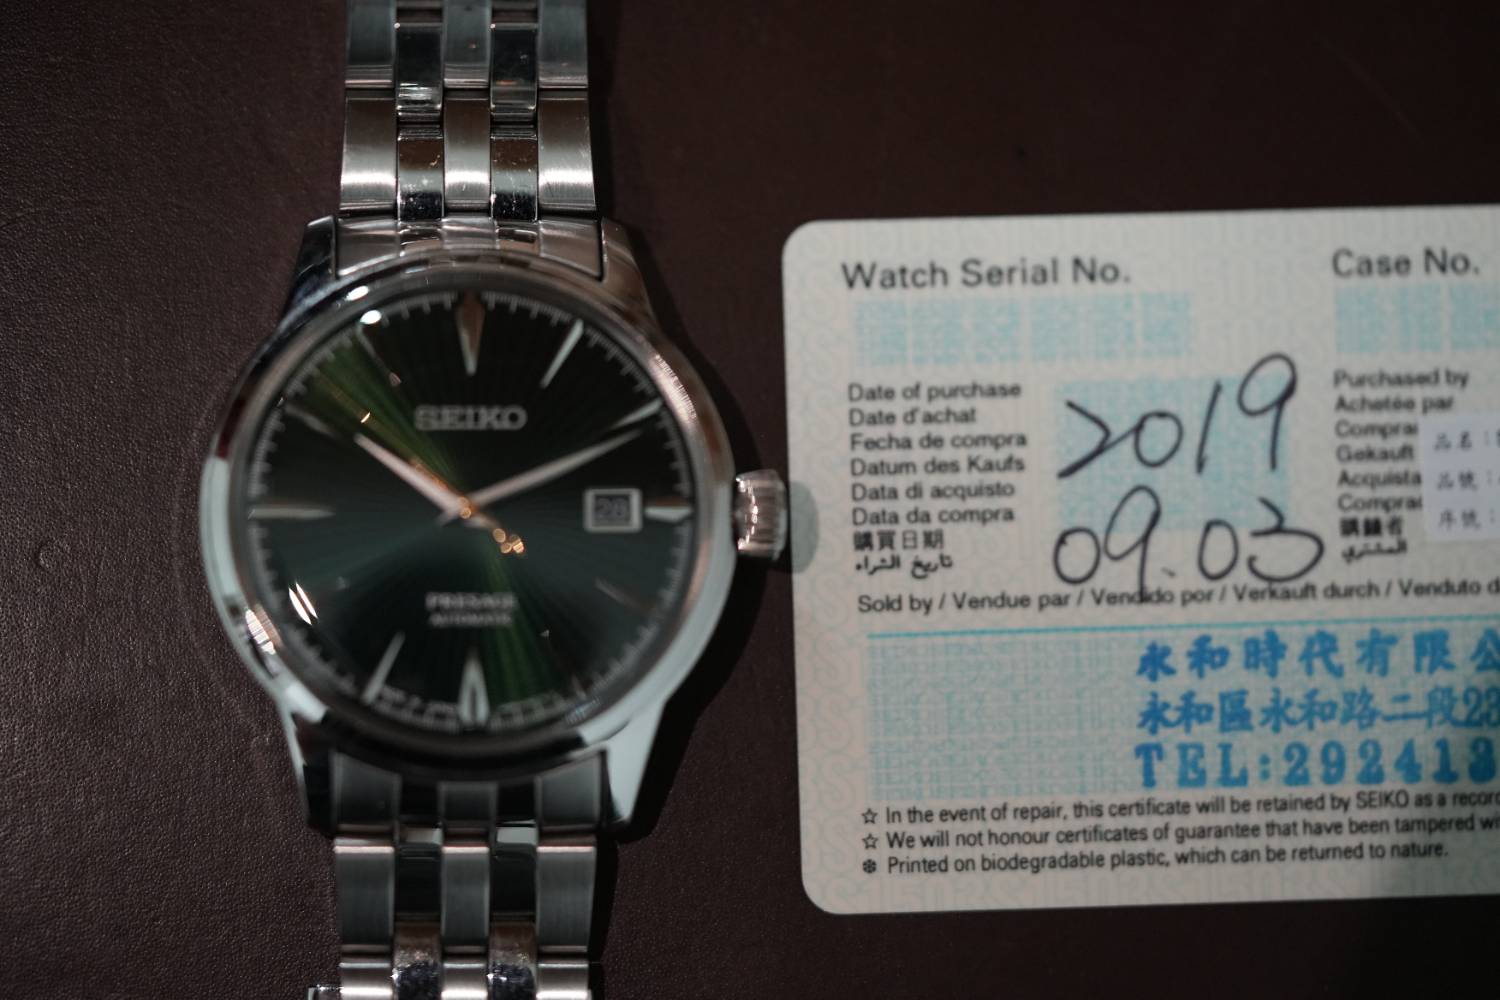 SEIKO
28
PRESAGE
AUTOMATIC
Watch Serial No.
Case No.
Date of purchase
Date d'achat
Fecha de compra
Datum des Kaufs
Data di acquisto
Data da compra
購買日期
تاريخ الشراء
2019
09.03
Purchased by
Achetée par
Gekauft
購錶者
المشتري
品名：
品號：
序號：
Sold by / Vendue par / Vendido por / Verkauft durch / Venduto
永和時代有限公
永和區永和路二段23
TEL:292413
☆ In the event of repair, this certificate will be retained by SEIKO as a record
☆ We will not honour certificates of guarantee that have been tampered
❆ Printed on biodegradable plastic, which can be returned to nature.